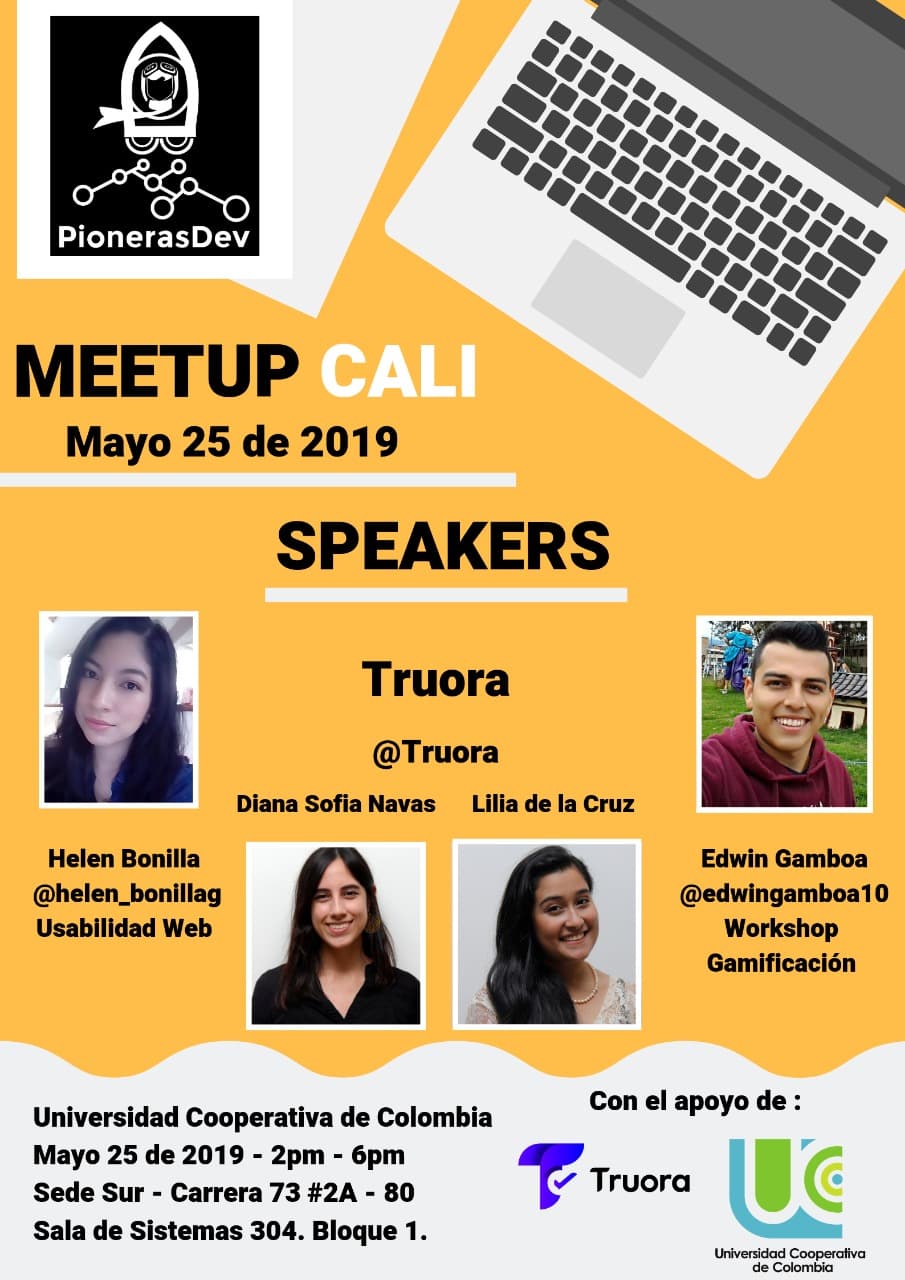 PionerasDev
MEETUP CALI
Mayo 25 de 2019
SPEAKERS
Truora
@Truora
Diana Sofia Navas
Lilia de la Cruz
Helen Bonilla
@helen_bonillag
Usabilidad Web
Edwin Gamboa
@edwingamboa10
Workshop
Gamificación
Universidad Cooperativa de Colombia
Mayo 25 de 2019 - 2pm - 6pm
Sede Sur - Carrera 73 #2A - 80
Sala de Sistemas 304. Bloque 1.
Con el apoyo de :
Truora
UCC
Universidad Cooperativa
de Colombia